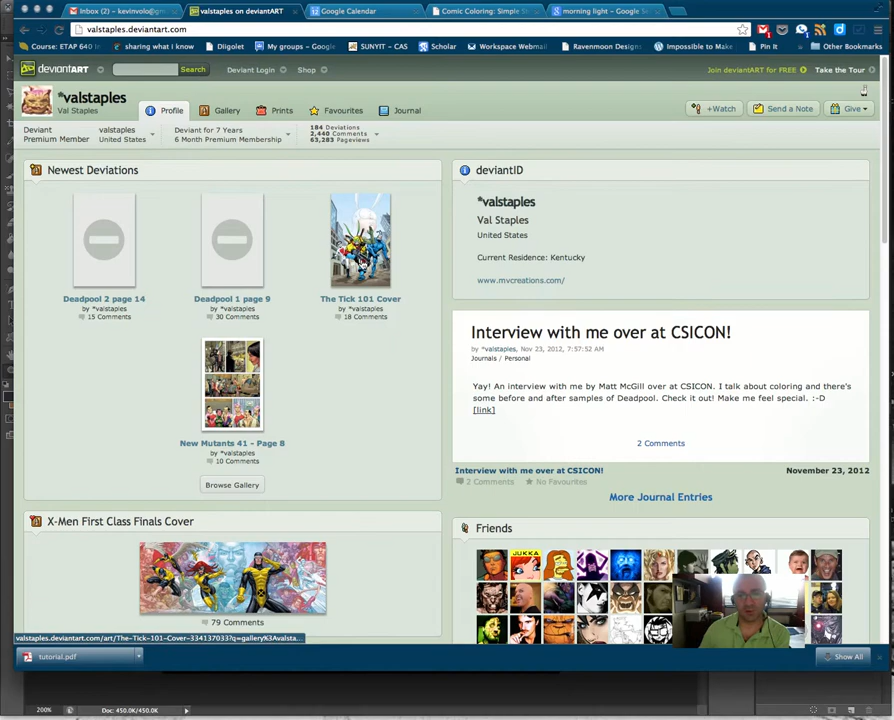 Inbox (2) – kevinvolo@gm
valstaples on deviantART
Google Calendar
Comic Coloring: Simple St
morning light – Google Se
valstaples.deviantart.com
Course: ETAP 640
sharing what i know
Diigolet
My groups – Google
SUNYIT – CAS
Scholar
Workspace Webmail
Ravenmoon Designs
Impossible to Make
Pin It
Other Bookmarks
deviantART
Search
Deviant Login
Shop
Join deviantART for FREE
Take the Tour
*valstaples
Val Staples
Profile
Gallery
Prints
Favourites
Journal
+Watch
Send a Note
Give
Deviant
Premium Member
valstaples
United States
Deviant for 7 Years
6 Month Premium Membership
184 Deviations
2,440 Comments
63,283 Pageviews
Newest Deviations
Deadpool 2 page 14
by *valstaples
15 Comments
Deadpool 1 page 9
by *valstaples
30 Comments
The Tick 101 Cover
by *valstaples
18 Comments
New Mutants 41 - Page 8
by *valstaples
10 Comments
Browse Gallery
X-Men First Class Finals Cover
79 Comments
deviantID
*valstaples
Val Staples
United States
Current Residence: Kentucky
www.mvcreations.com/
Interview with me over at CSICON!
by *valstaples, Nov 23, 2012, 7:57:52 AM
Journals / Personal
Yay! An interview with me by Matt McGill over at CSICON. I talk about coloring and there's
some before and after samples of Deadpool. Check it out! Make me feel special. :-D
[link]
2 Comments
Interview with me over at CSICON!
November 23, 2012
2 Comments
No Favourites
More Journal Entries
Friends
JUKKA
valstaples.deviantart.com/art/The-Tick-101-Cover-334137033?q=gallery%3Avalsta...
tutorial.pdf
Show All
200%
Doc: 450.0K/450.0K